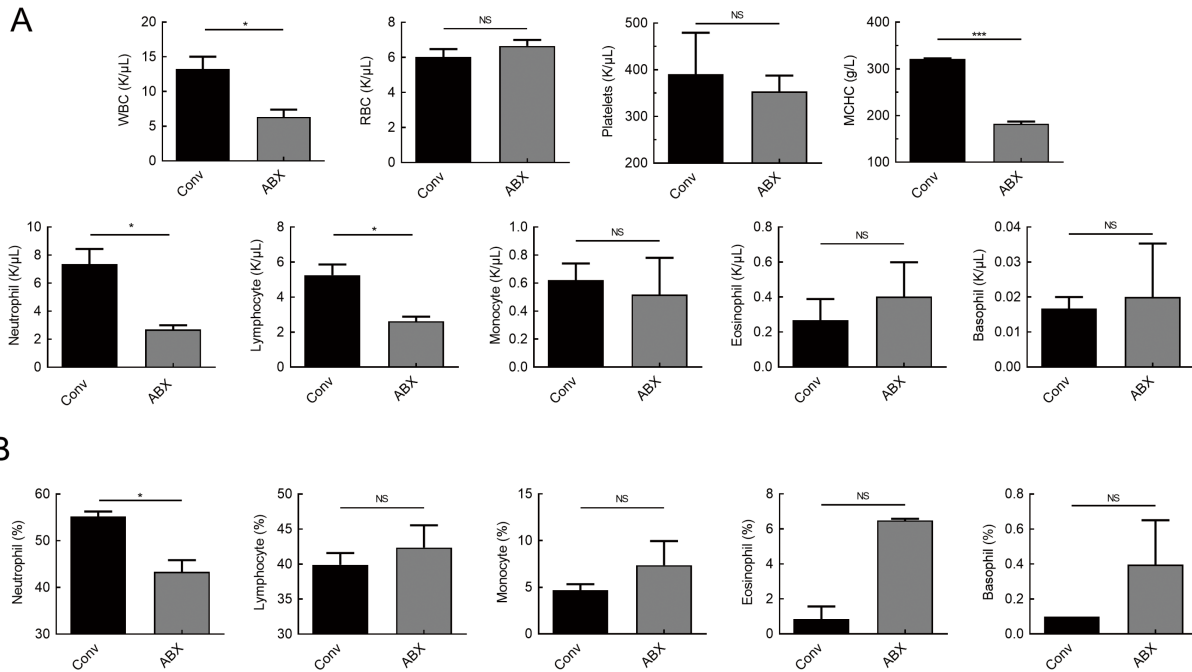 A
WBC (K/μL)
20
15
10
5
0
*
Conv
ABX
RBC (K/μL)
8
6
4
2
0
NS
Conv
ABX
Platelets (K/μL)
500
400
300
200
NS
Conv
ABX
MCHC (g/L)
400
300
200
100
***
Conv
ABX
Neutrophil (K/μL)
10
8
6
4
2
0
*
Conv
ABX
Lymphocyte (K/μL)
8
6
4
2
0
*
Conv
ABX
Monocyte (K/μL)
1.0
0.8
0.6
0.4
0.2
0.0
NS
Conv
ABX
Eosinophil (K/μL)
0.8
0.6
0.4
0.2
0.0
NS
Conv
ABX
Basophil (K/μL)
0.04
0.03
0.02
0.01
0.00
NS
Conv
ABX
B
Neutrophil (%)
60
50
40
30
*
Conv
ABX
Lymphocyte (%)
50
45
40
35
30
NS
Conv
ABX
Monocyte (%)
15
10
5
0
NS
Conv
ABX
Eosinophil (%)
8
6
4
2
0
NS
Conv
ABX
Basophil (%)
0.8
0.6
0.4
0.2
0.0
NS
Conv
ABX